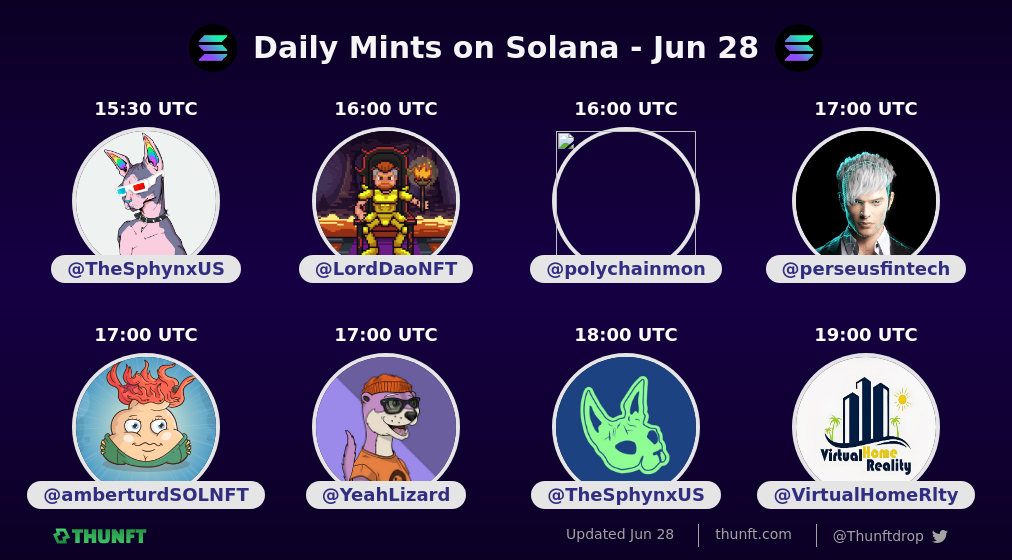 Daily Mints on Solana - Jun 28
15:30 UTC
16:00 UTC
16:00 UTC
17:00 UTC
@TheSphynxUS
@LordDaoNFT
@polychainmon
@perseusfintech
17:00 UTC
17:00 UTC
18:00 UTC
19:00 UTC
Virtual Home
Reality
@amberturdSOLNFT
@YeahLizard
@TheSphynxUS
@VirtualHomeRlty
THUNFT
Updated Jun 28
thunft.com
@Thunftdrop